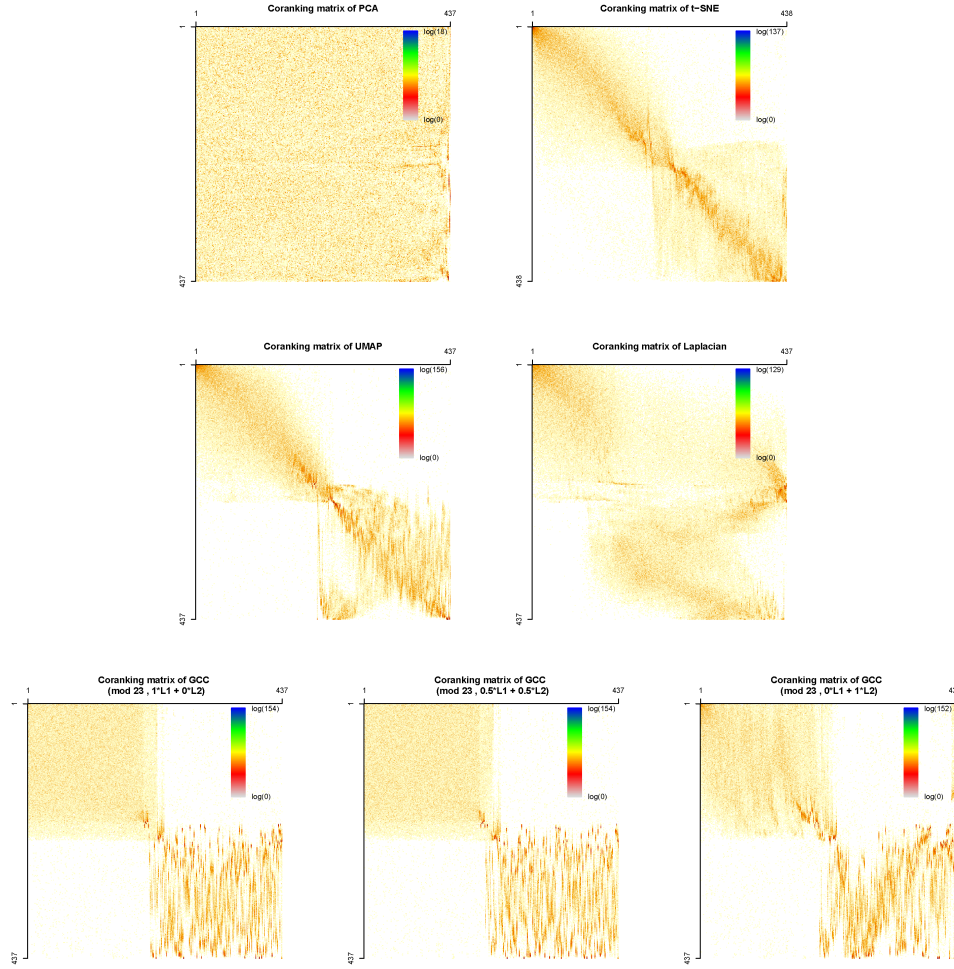 Coranking matrix of PCA
1
437
1
437
log(18)
log(0)
Coranking matrix of t−SNE
1
438
1
438
log(137)
log(0)
Coranking matrix of UMAP
1
437
1
437
log(156)
log(0)
Coranking matrix of Laplacian
1
437
1
437
log(129)
log(0)
Coranking matrix of GCC
(mod 23 , 1*L1 + 0*L2)
1
437
1
437
log(154)
log(0)
Coranking matrix of GCC
(mod 23 , 0.5*L1 + 0.5*L2)
1
437
1
437
log(154)
log(0)
Coranking matrix of GCC
(mod 23 , 0*L1 + 1*L2)
1
1
437
log(152)
log(0)